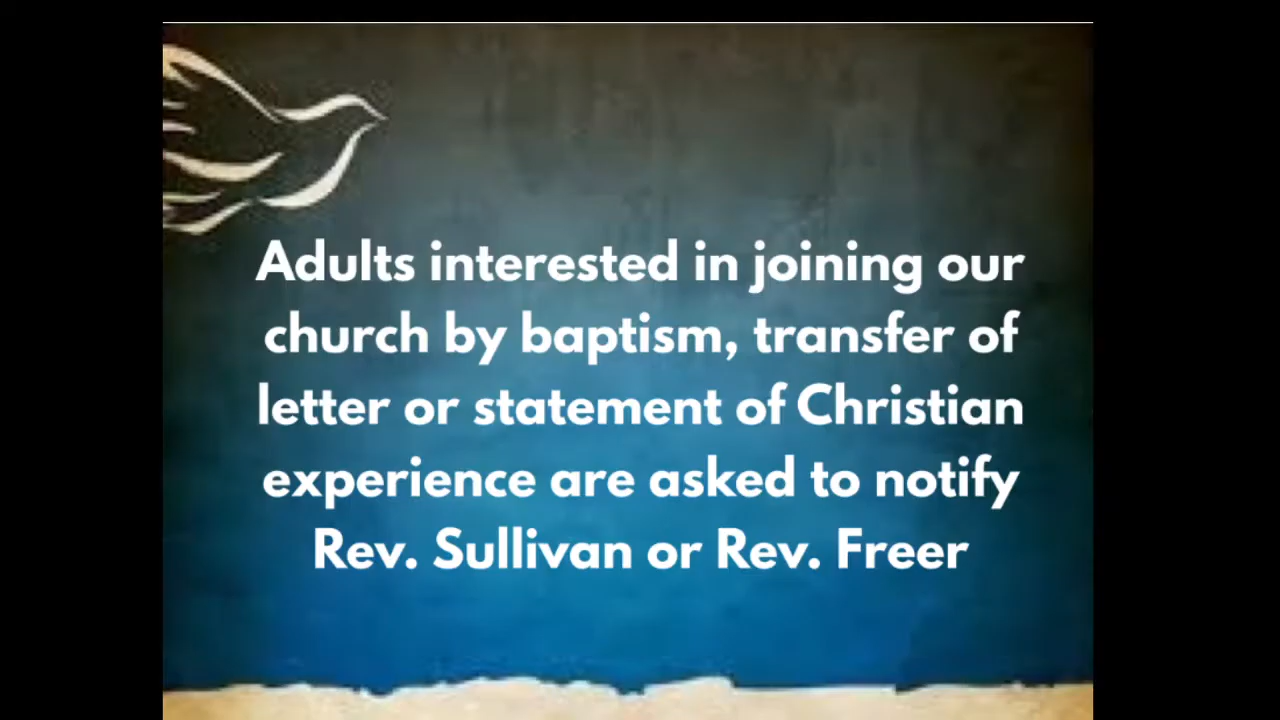 Adults interested in joining our
church by baptism, transfer of
letter or statement of Christian
experience are asked to notify
Rev. Sullivan or Rev. Freer